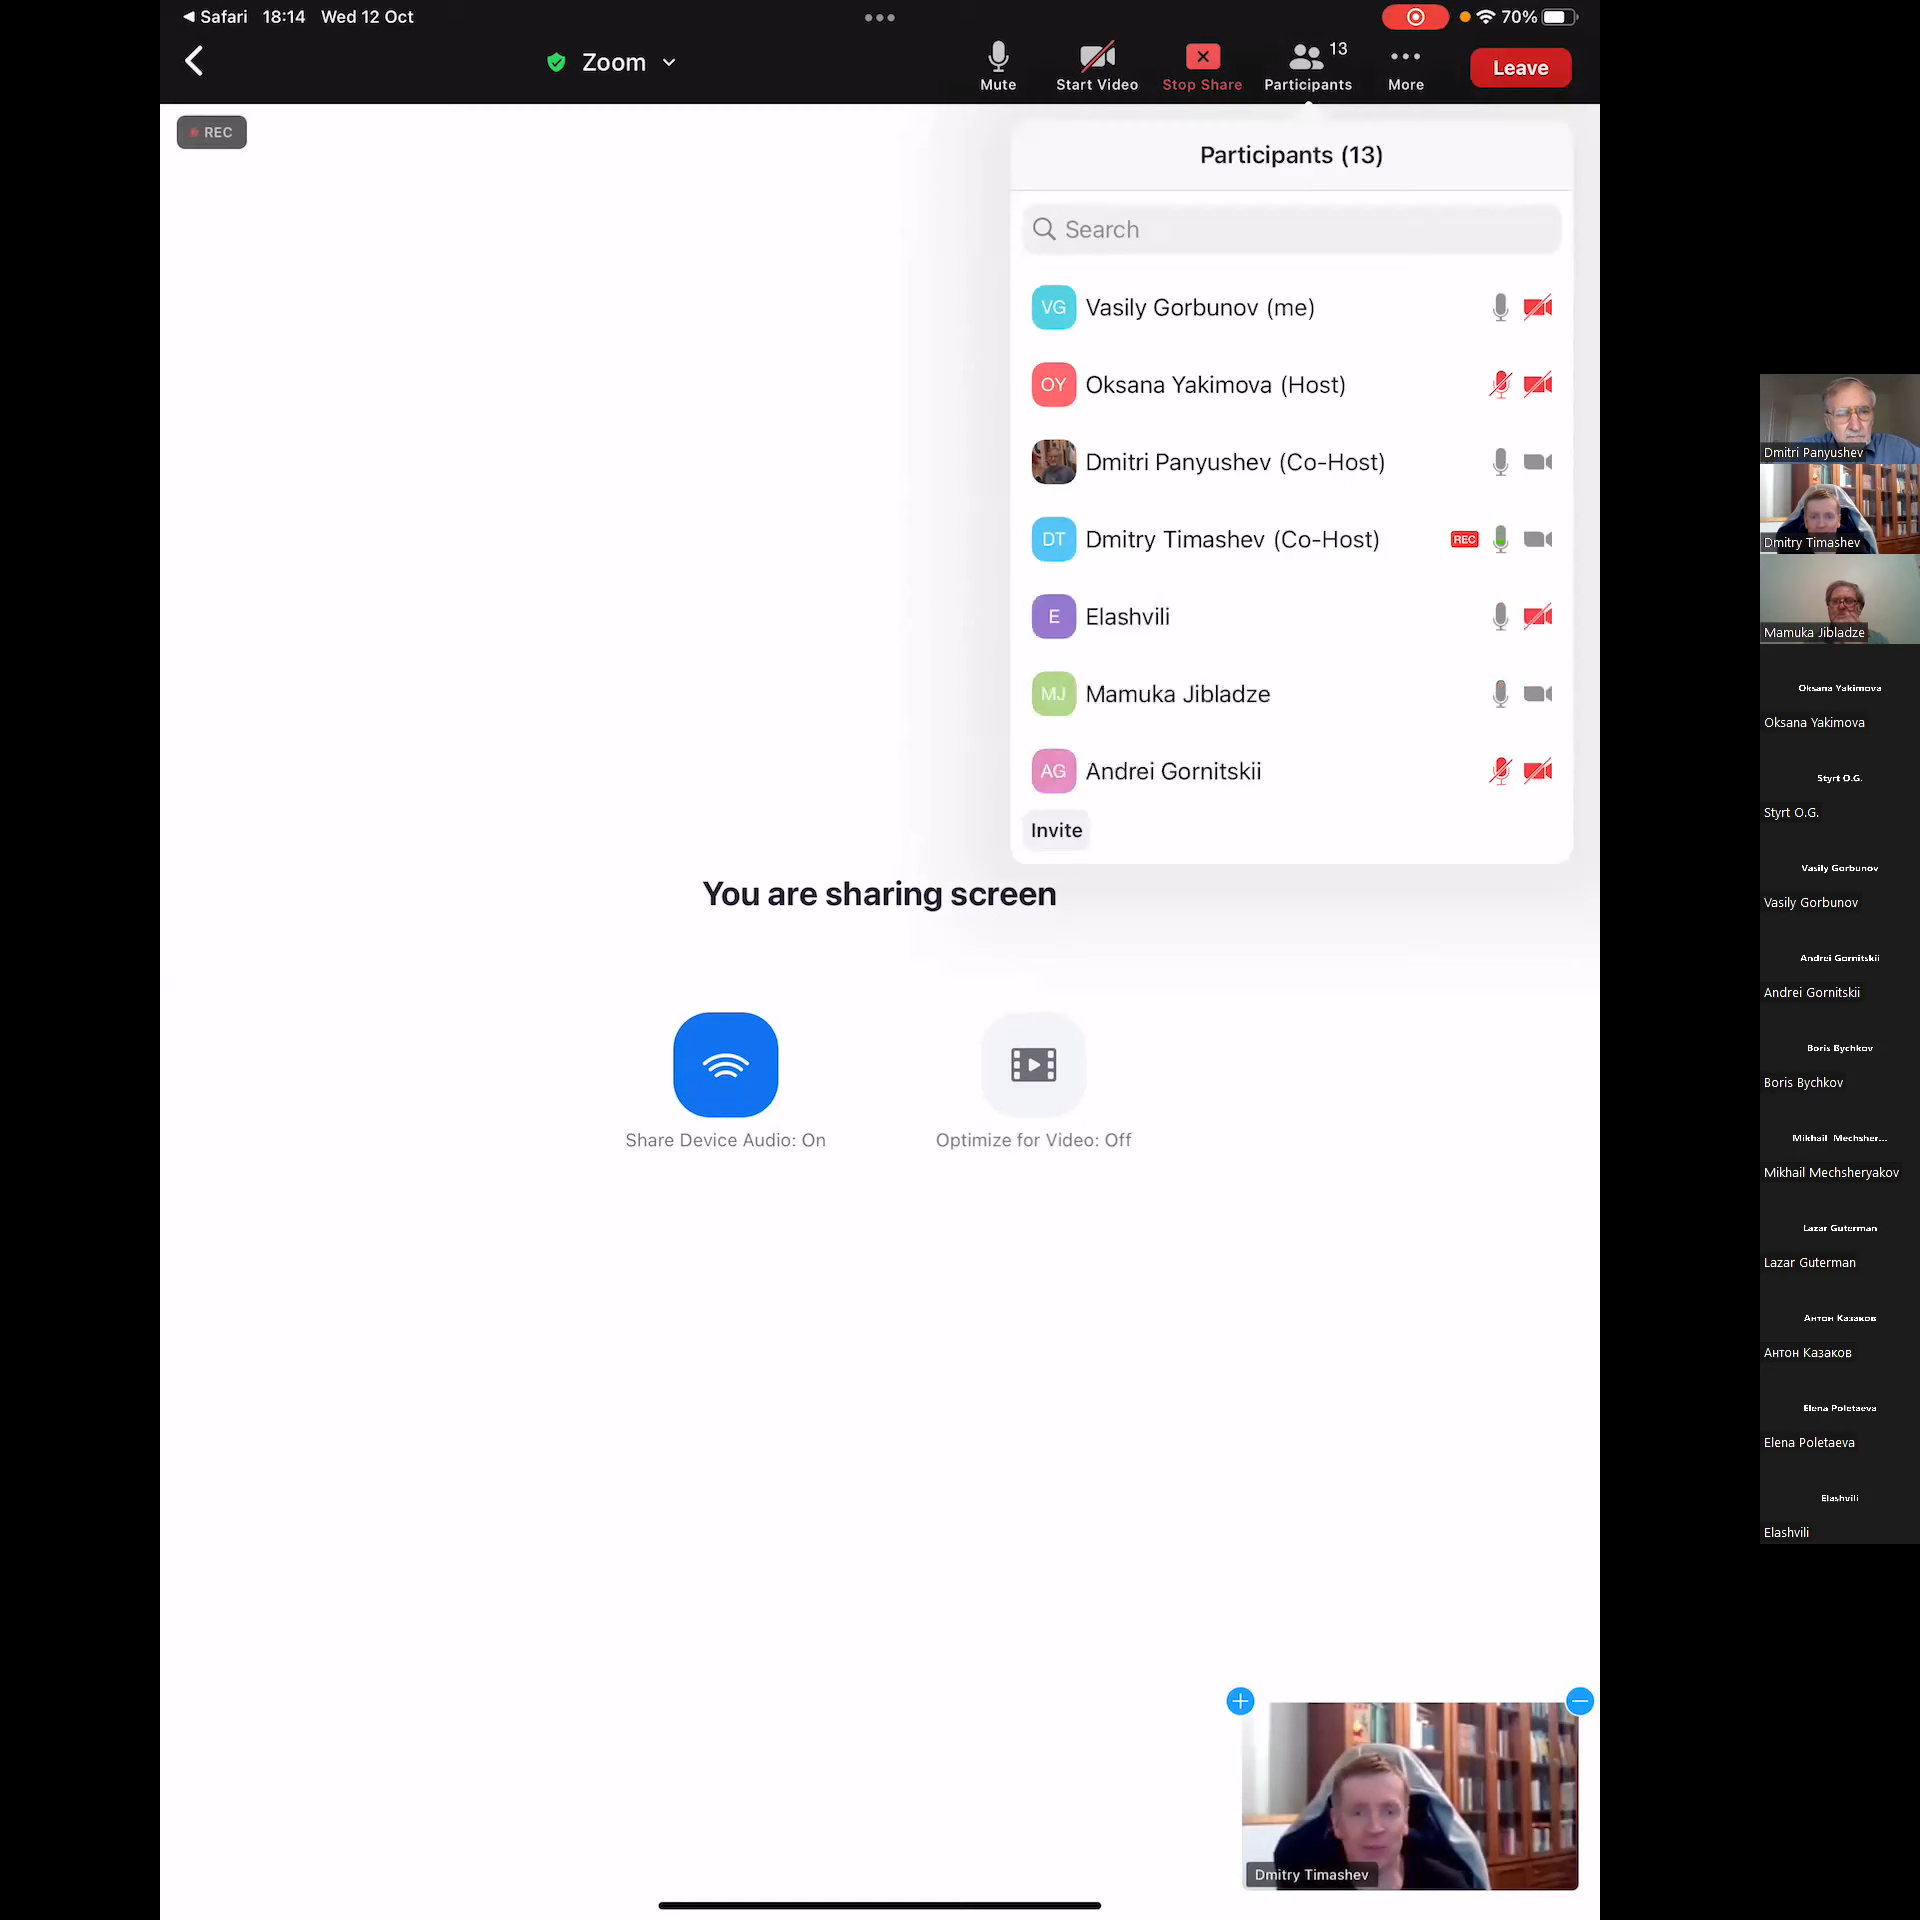 ◀ Safari 18:14 Wed 12 Oct
70%
Zoom
Mute
Start Video
Stop Share
Participants
13
More
Leave
REC
Participants (13)
Search
VG Vasily Gorbunov (me)
OY Oksana Yakimova (Host)
Dmitri Panyushev (Co-Host)
DT Dmitry Timashev (Co-Host) REC
E Elashvili
MJ Mamuka Jibladze
AG Andrei Gornitskii
Invite
You are sharing screen
Share Device Audio: On
Optimize for Video: Off
Dmitry Timashev
Dmitri Panyushev
Dmitry Timashev
Mamuka Jibladze
Oksana Yakimova
Oksana Yakimova
Styrt O.G.
Styrt O.G.
Vasily Gorbunov
Vasily Gorbunov
Andrei Gornitskii
Andrei Gornitskii
Boris Bychkov
Boris Bychkov
Mikhail Mechsher...
Mikhail Mechsheryakov
Lazar Guterman
Lazar Guterman
Антон Казаков
Антон Казаков
Elena Poletaeva
Elena Poletaeva
Elashvili
Elashvili